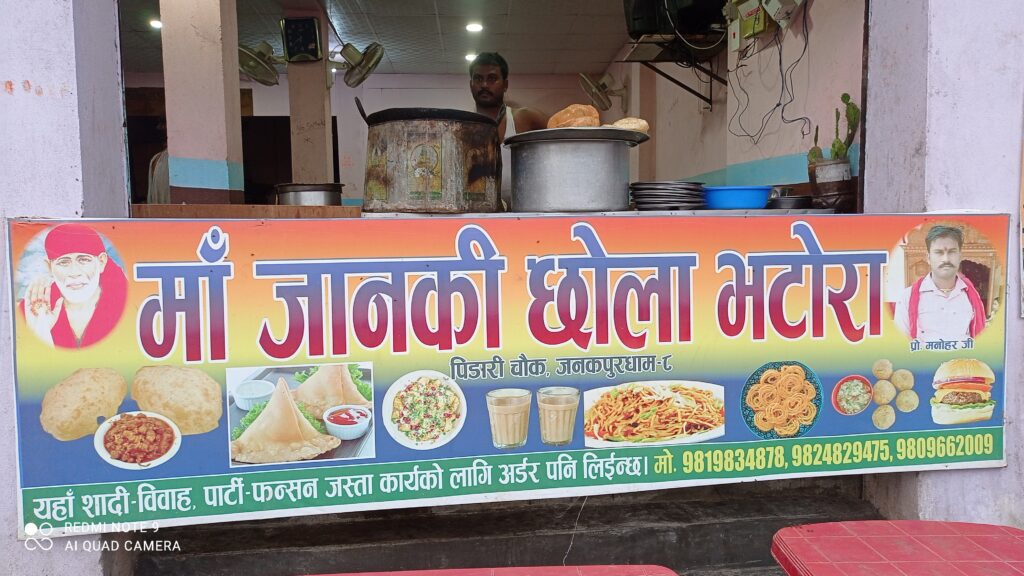 माँ जानकी छोला भटोरा
प्रो. मनोहर जी
पिडारी चौक, जनकपुरधाम-८
यहाँ शादी-विवाह, पार्टी-फन्सन जस्ता कार्यको लागि अर्डर पनि लिईन्छ। मो. 9819834878, 9824829475, 9809662009
REDMI NOTE 9
AI QUAD CAMERA